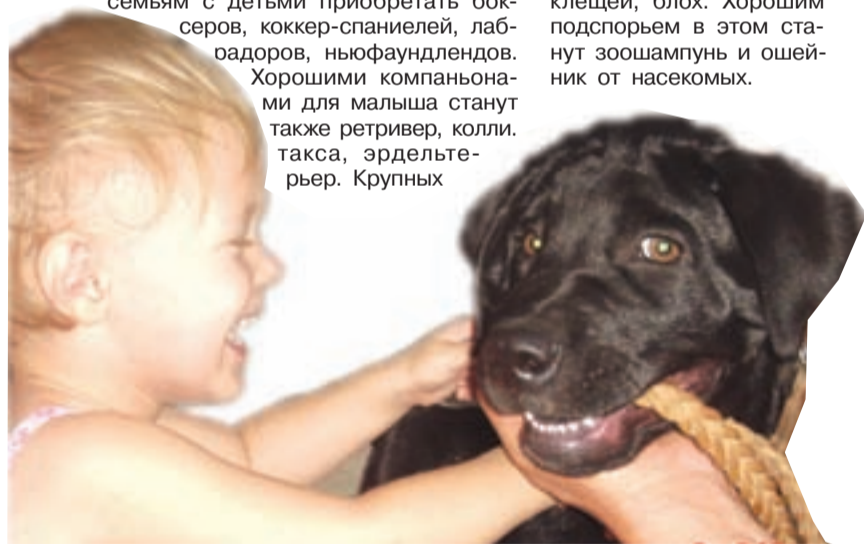 семьям с детьми приобретать бок-
серов, коккер-спаниелей, лаб-
радоров, ньюфаундлендов.
Хорошими компаньона-
ми для малыша станут
также ретривер, колли.
такса, эрдельте-
рьер. Крупных
клещей, блох. Хорошим
подспорьем в этом ста-
нут зоошампунь и ошей-
ник от насекомых.